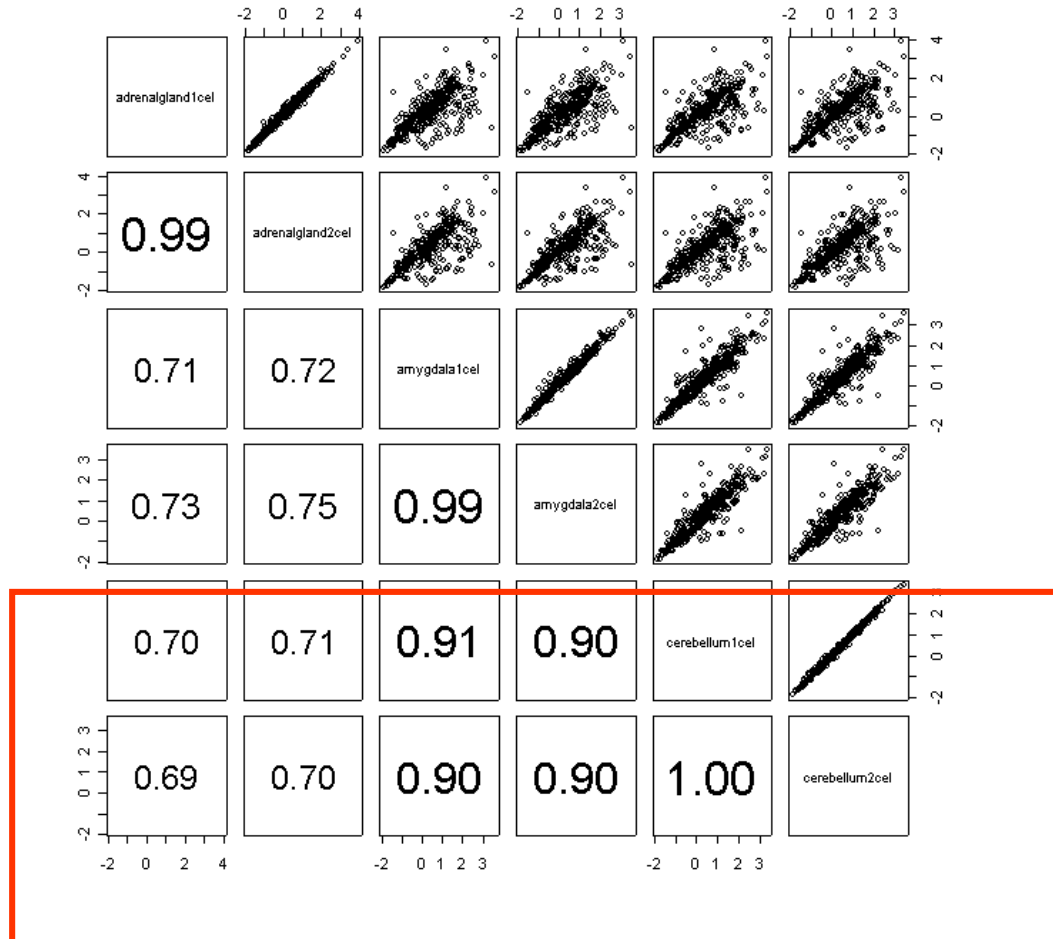 -2 0 2 4 -2 0 1 2 3 -2 0 1 2 3
adrenalgland1cel -2 0 2 4
-2 0 2 4 0.99 adrenalgland2cel
0.71 0.72 amygdala1cel -2 0 1 2 3
-2 0 1 2 3 0.73 0.75 0.99 amygdala2cel
0.70 0.71 0.91 0.90 cerebellum1cel -2 0 1 2 3
-2 0 1 2 3 0.69 0.70 0.90 0.90 1.00 cerebellum2cel
-2 0 2 4 -2 0 1 2 3 -2 0 1 2 3